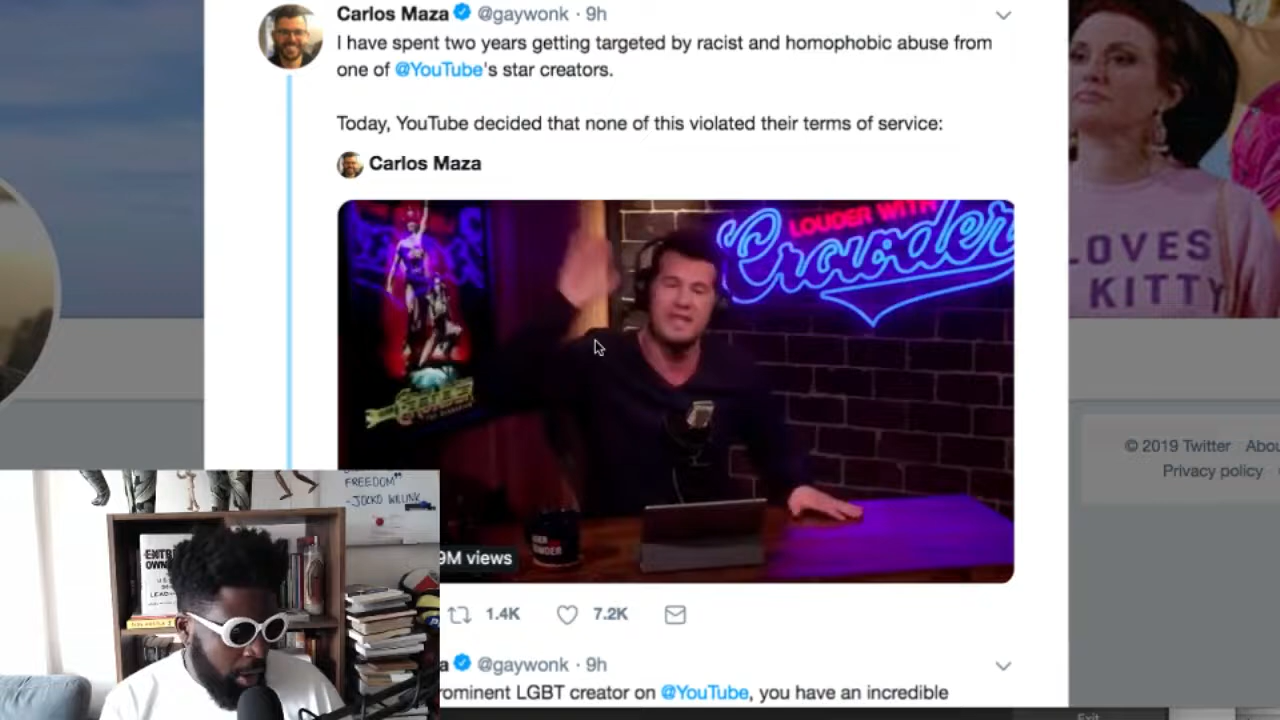 Carlos Maza @gaywonk · 9h
I have spent two years getting targeted by racist and homophobic abuse from
one of @YouTube's star creators.
Today, YouTube decided that none of this violated their terms of service:
Carlos Maza
LOUDER WITH
Crowder
LOVES
KITTY
© 2019 Twitter Abou
Privacy policy
FREEDOM"
-JOCKO WILLINK
9M views
1.4K 7.2K
a @gaywonk · 9h
rominent LGBT creator on @YouTube, you have an incredible
Exit